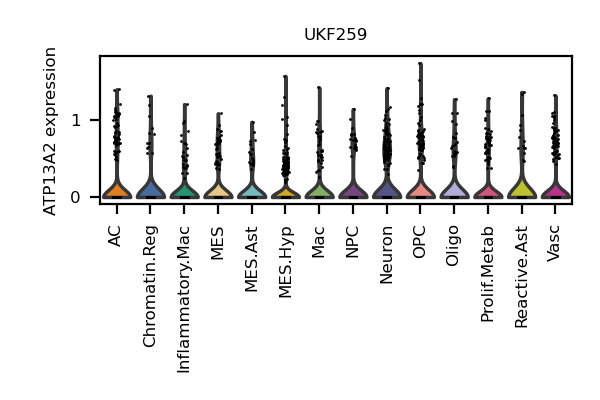 UKF259
ATP13A2 expression
1
0
AC
Chromatin.Reg
Inflammatory.Mac
MES
MES.Ast
MES.Hyp
Mac
NPC
Neuron
OPC
Oligo
Prolif.Metab
Reactive.Ast
Vasc